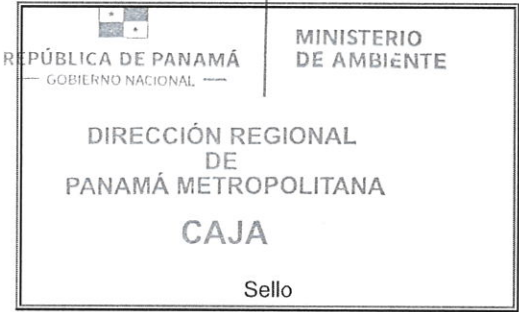 REPÚBLICA DE PANAMÁ
— GOBIERNO NACIONAL —
MINISTERIO
DE AMBIENTE
DIRECCIÓN REGIONAL
DE
PANAMÁ METROPOLITANA
CAJA
Sello